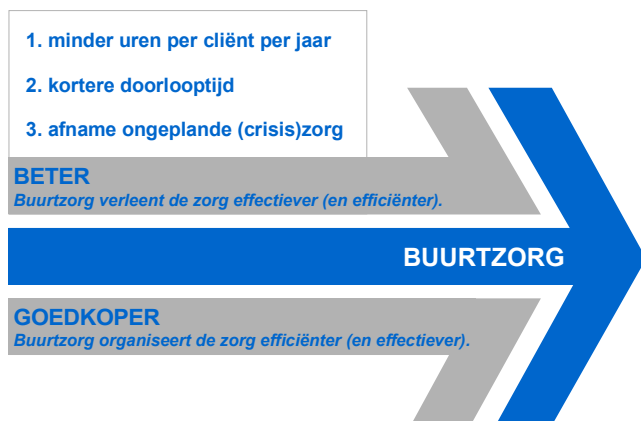 1. minder uren per cliënt per jaar
2. kortere doorlooptijd
3. afname ongeplande (crisis)zorg
BETER
Buurtzorg verleent de zorg effectiever (en efficiënter).
BUURTZORG
GOEDKOPER
Buurtzorg organiseert de zorg efficiënter (en effectiever).